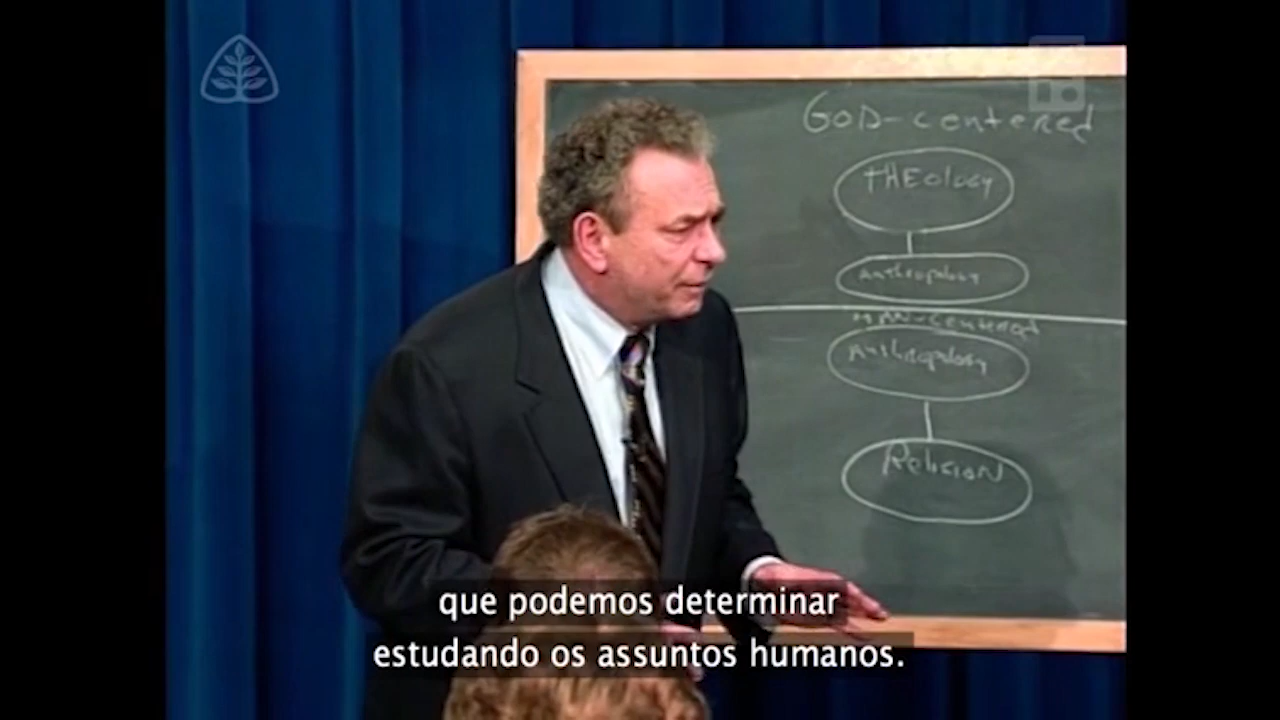 GOD-centered
THEology
Anthropology
MAN-centered
Anthropology
Religion
que podemos determinar
estudando os assuntos humanos.